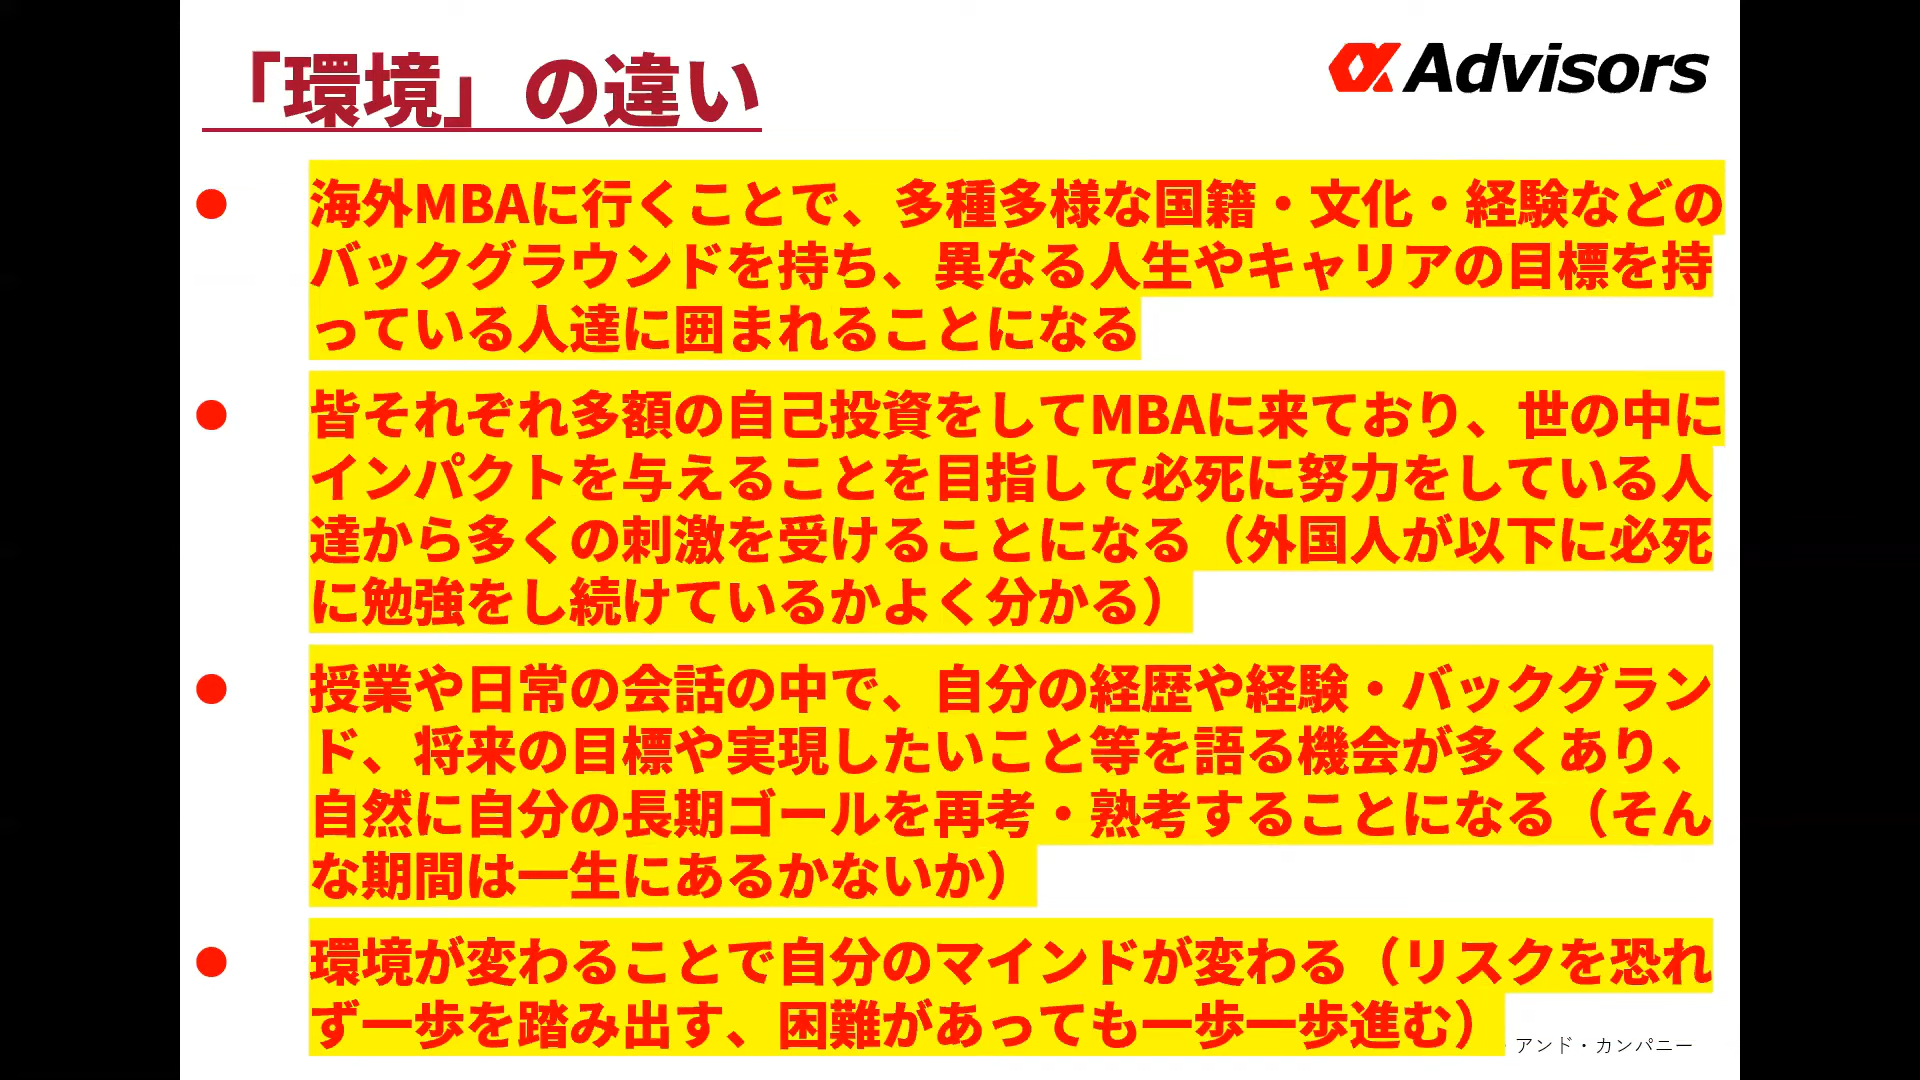 「環境」の違い
αAdvisors
● 海外MBAに行くことで、多種多様な国籍・文化・経験などの
バックグラウンドを持ち、異なる人生やキャリアの目標を持
っている人達に囲まれることになる
● 皆それぞれ多額の自己投資をしてMBAに来ており、世の中に
インパクトを与えることを目指して必死に努力をしている人
達から多くの刺激を受けることになる（外国人が以下に必死
に勉強をし続けているかよく分かる）
● 授業や日常の会話の中で、自分の経歴や経験・バックグラン
ド、将来の目標や実現したいこと等を語る機会が多くあり、
自然に自分の長期ゴールを再考・熟考することになる（そん
な期間は一生にあるかないか）
● 環境が変わることで自分のマインドが変わる（リスクを恐れ
ず一歩を踏み出す、困難があっても一歩一歩進む）
アンド・カンパニー